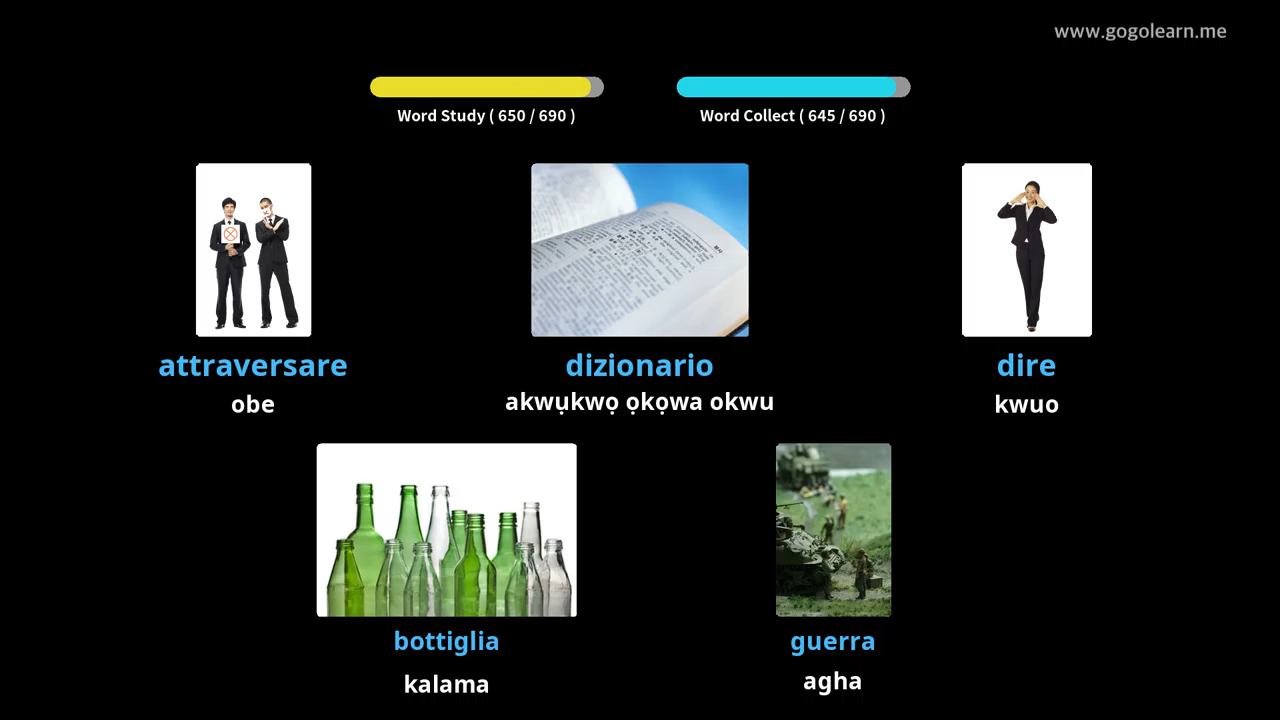 www.gogolearn.me
Word Study ( 650 / 690 )
Word Collect ( 645 / 690 )
attraversare
obe
dizionario
akwụkwọ ọkọwa okwu
dire
kwuo
bottiglia
kalama
guerra
agha